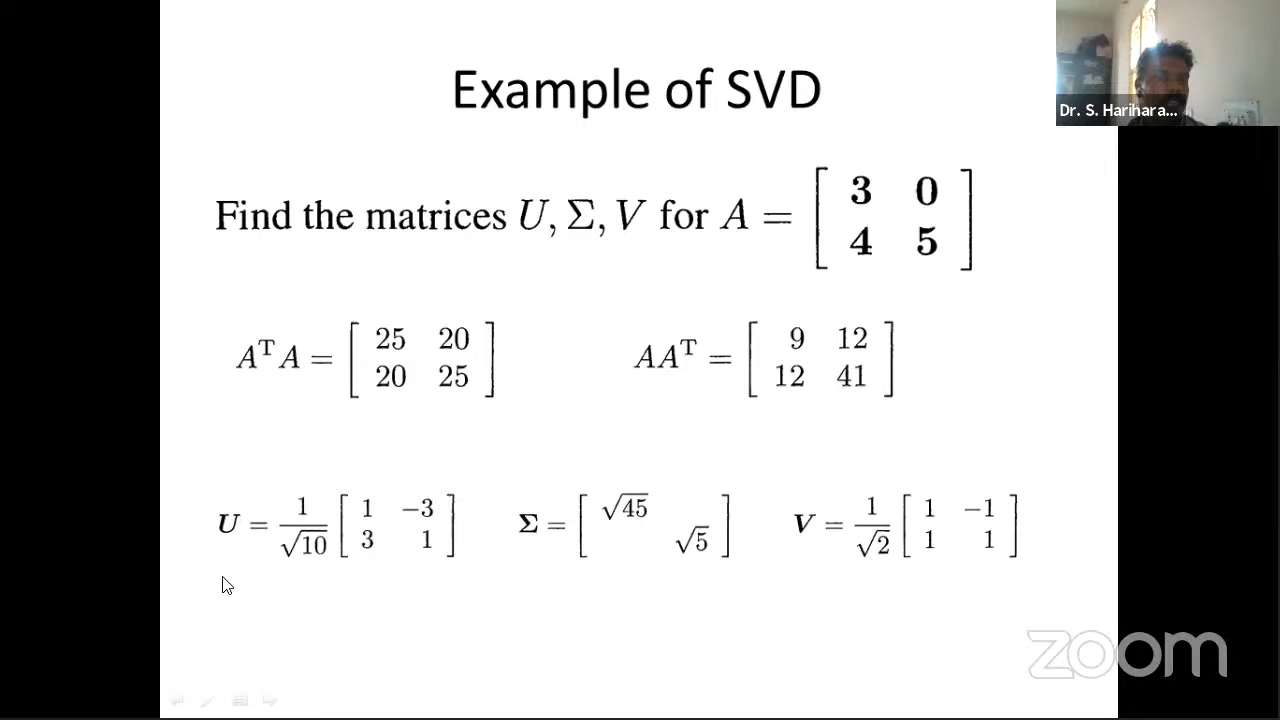 Example of SVD
Dr. S. Harihara...
Find the matrices U, Σ, V for A = [ 3 0
4 5 ]
AᵀA = [ 25 20
20 25 ]
AAᵀ = [ 9 12
12 41 ]
U = 1/√10 [ 1 −3
3 1 ]
Σ = [ √45
√5 ]
V = 1/√2 [ 1 −1
1 1 ]
zoom